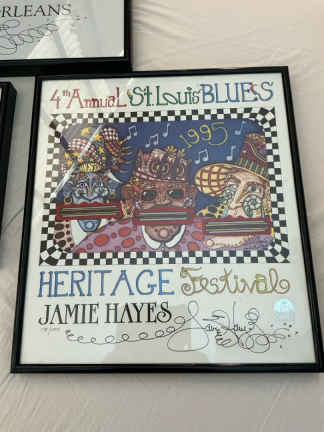 ORLEANS
4th Annual St. Louis BLUES
1995
HERITAGE Festival
JAMIE HAYES